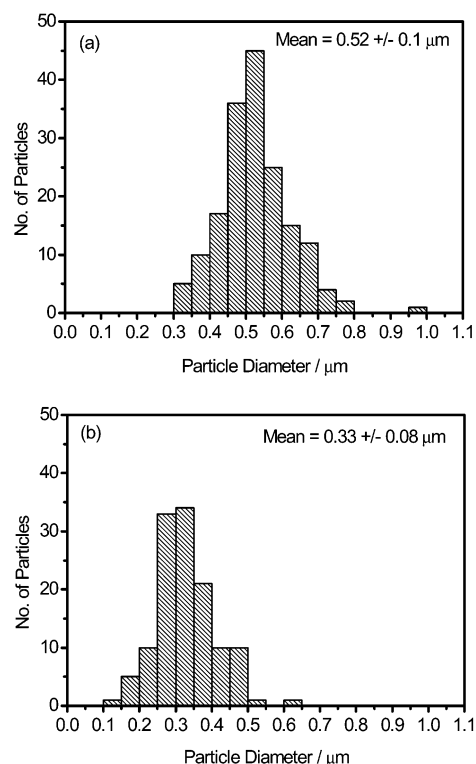 (a)
Mean = 0.52 +/- 0.1 μm
50
40
30
20
10
0
No. of Particles
0.0 0.1 0.2 0.3 0.4 0.5 0.6 0.7 0.8 0.9 1.0 1.1
Particle Diameter / μm
(b)
Mean = 0.33 +/- 0.08 μm
50
40
30
20
10
0
No. of Particles
0.0 0.1 0.2 0.3 0.4 0.5 0.6 0.7 0.8 0.9 1.0 1.1
Particle Diameter / μm